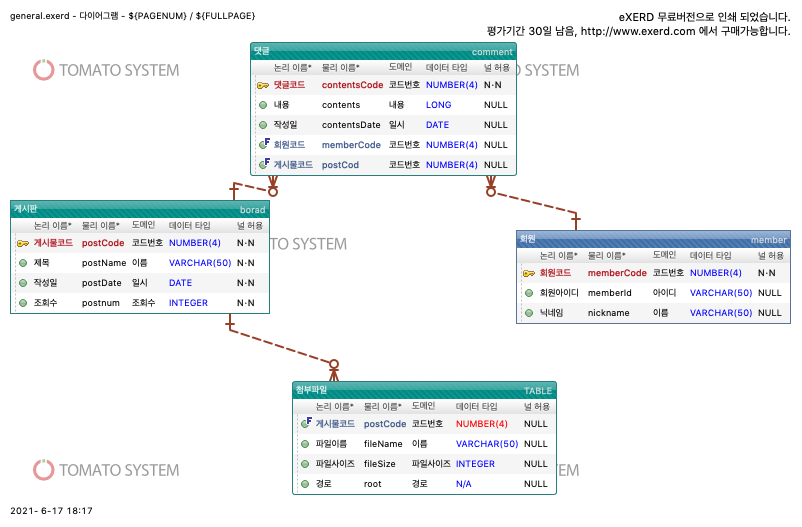 general.exerd - 다이어그램 - ${PAGENUM} / ${FULLPAGE}
eXERD 무료버전으로 인쇄 되었습니다.
평가기간 30일 남음, http://www.exerd.com 에서 구매가능합니다.
TOMATO SYSTEM
댓글 comment
논리 이름* 물리 이름* 도메인 데이터 타입 널 허용
댓글코드 contentsCode 코드번호 NUMBER(4) N·N
내용 contents 내용 LONG NULL
작성일 contentsDate 일시 DATE NULL
회원코드 memberCode 코드번호 NUMBER(4) NULL
게시물코드 postCod 코드번호 NUMBER(4) NULL
SYSTEM
게시판 borad
논리 이름* 물리 이름* 도메인 데이터 타입 널 허용
게시물코드 postCode 코드번호 NUMBER(4) N·N
제목 postName 이름 VARCHAR(50) N·N
작성일 postDate 일시 DATE N·N
조회수 postnum 조회수 INTEGER N·N
TO SYSTEM
회원 member
논리 이름* 물리 이름* 도메인 데이터 타입 널 허용
회원코드 memberCode 코드번호 NUMBER(4) N·N
회원아이디 memberId 아이디 VARCHAR(50) NULL
닉네임 nickname 이름 VARCHAR(50) NULL
첨부파일 TABLE
논리 이름* 물리 이름* 도메인 데이터 타입 널 허용
게시물코드 postCode 코드번호 NUMBER(4) NULL
파일이름 fileName 이름 VARCHAR(50) NULL
파일사이즈 fileSize 파일사이즈 INTEGER NULL
경로 root 경로 N/A NULL
TOMATO SYSTEM
2021- 6-17 18:17